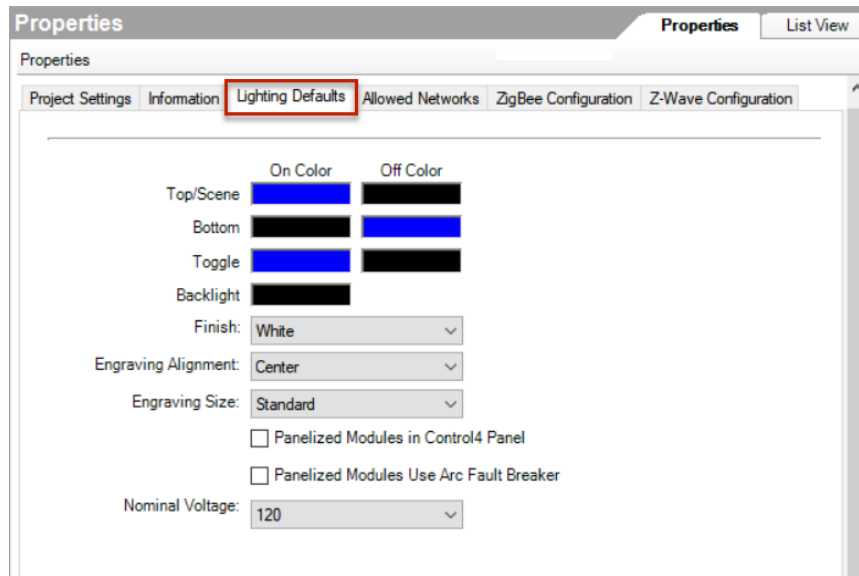 Properties
Properties List View
Properties
Project Settings Information Lighting Defaults Allowed Networks ZigBee Configuration Z-Wave Configuration
On Color Off Color
Top/Scene
Bottom
Toggle
Backlight
Finish: White
Engraving Alignment: Center
Engraving Size: Standard
Panelized Modules in Control4 Panel
Panelized Modules Use Arc Fault Breaker
Nominal Voltage: 120